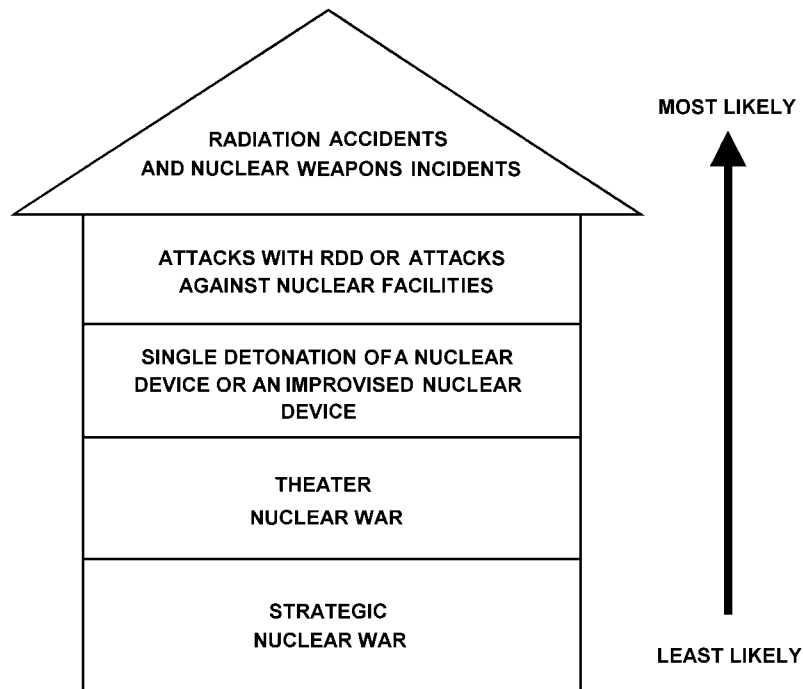 RADIATION ACCIDENTS
AND NUCLEAR WEAPONS INCIDENTS
MOST LIKELY
ATTACKS WITH RDD OR ATTACKS
AGAINST NUCLEAR FACILITIES
SINGLE DETONATION OF A NUCLEAR
DEVICE OR AN IMPROVISED NUCLEAR
DEVICE
THEATER
NUCLEAR WAR
STRATEGIC
NUCLEAR WAR
LEAST LIKELY